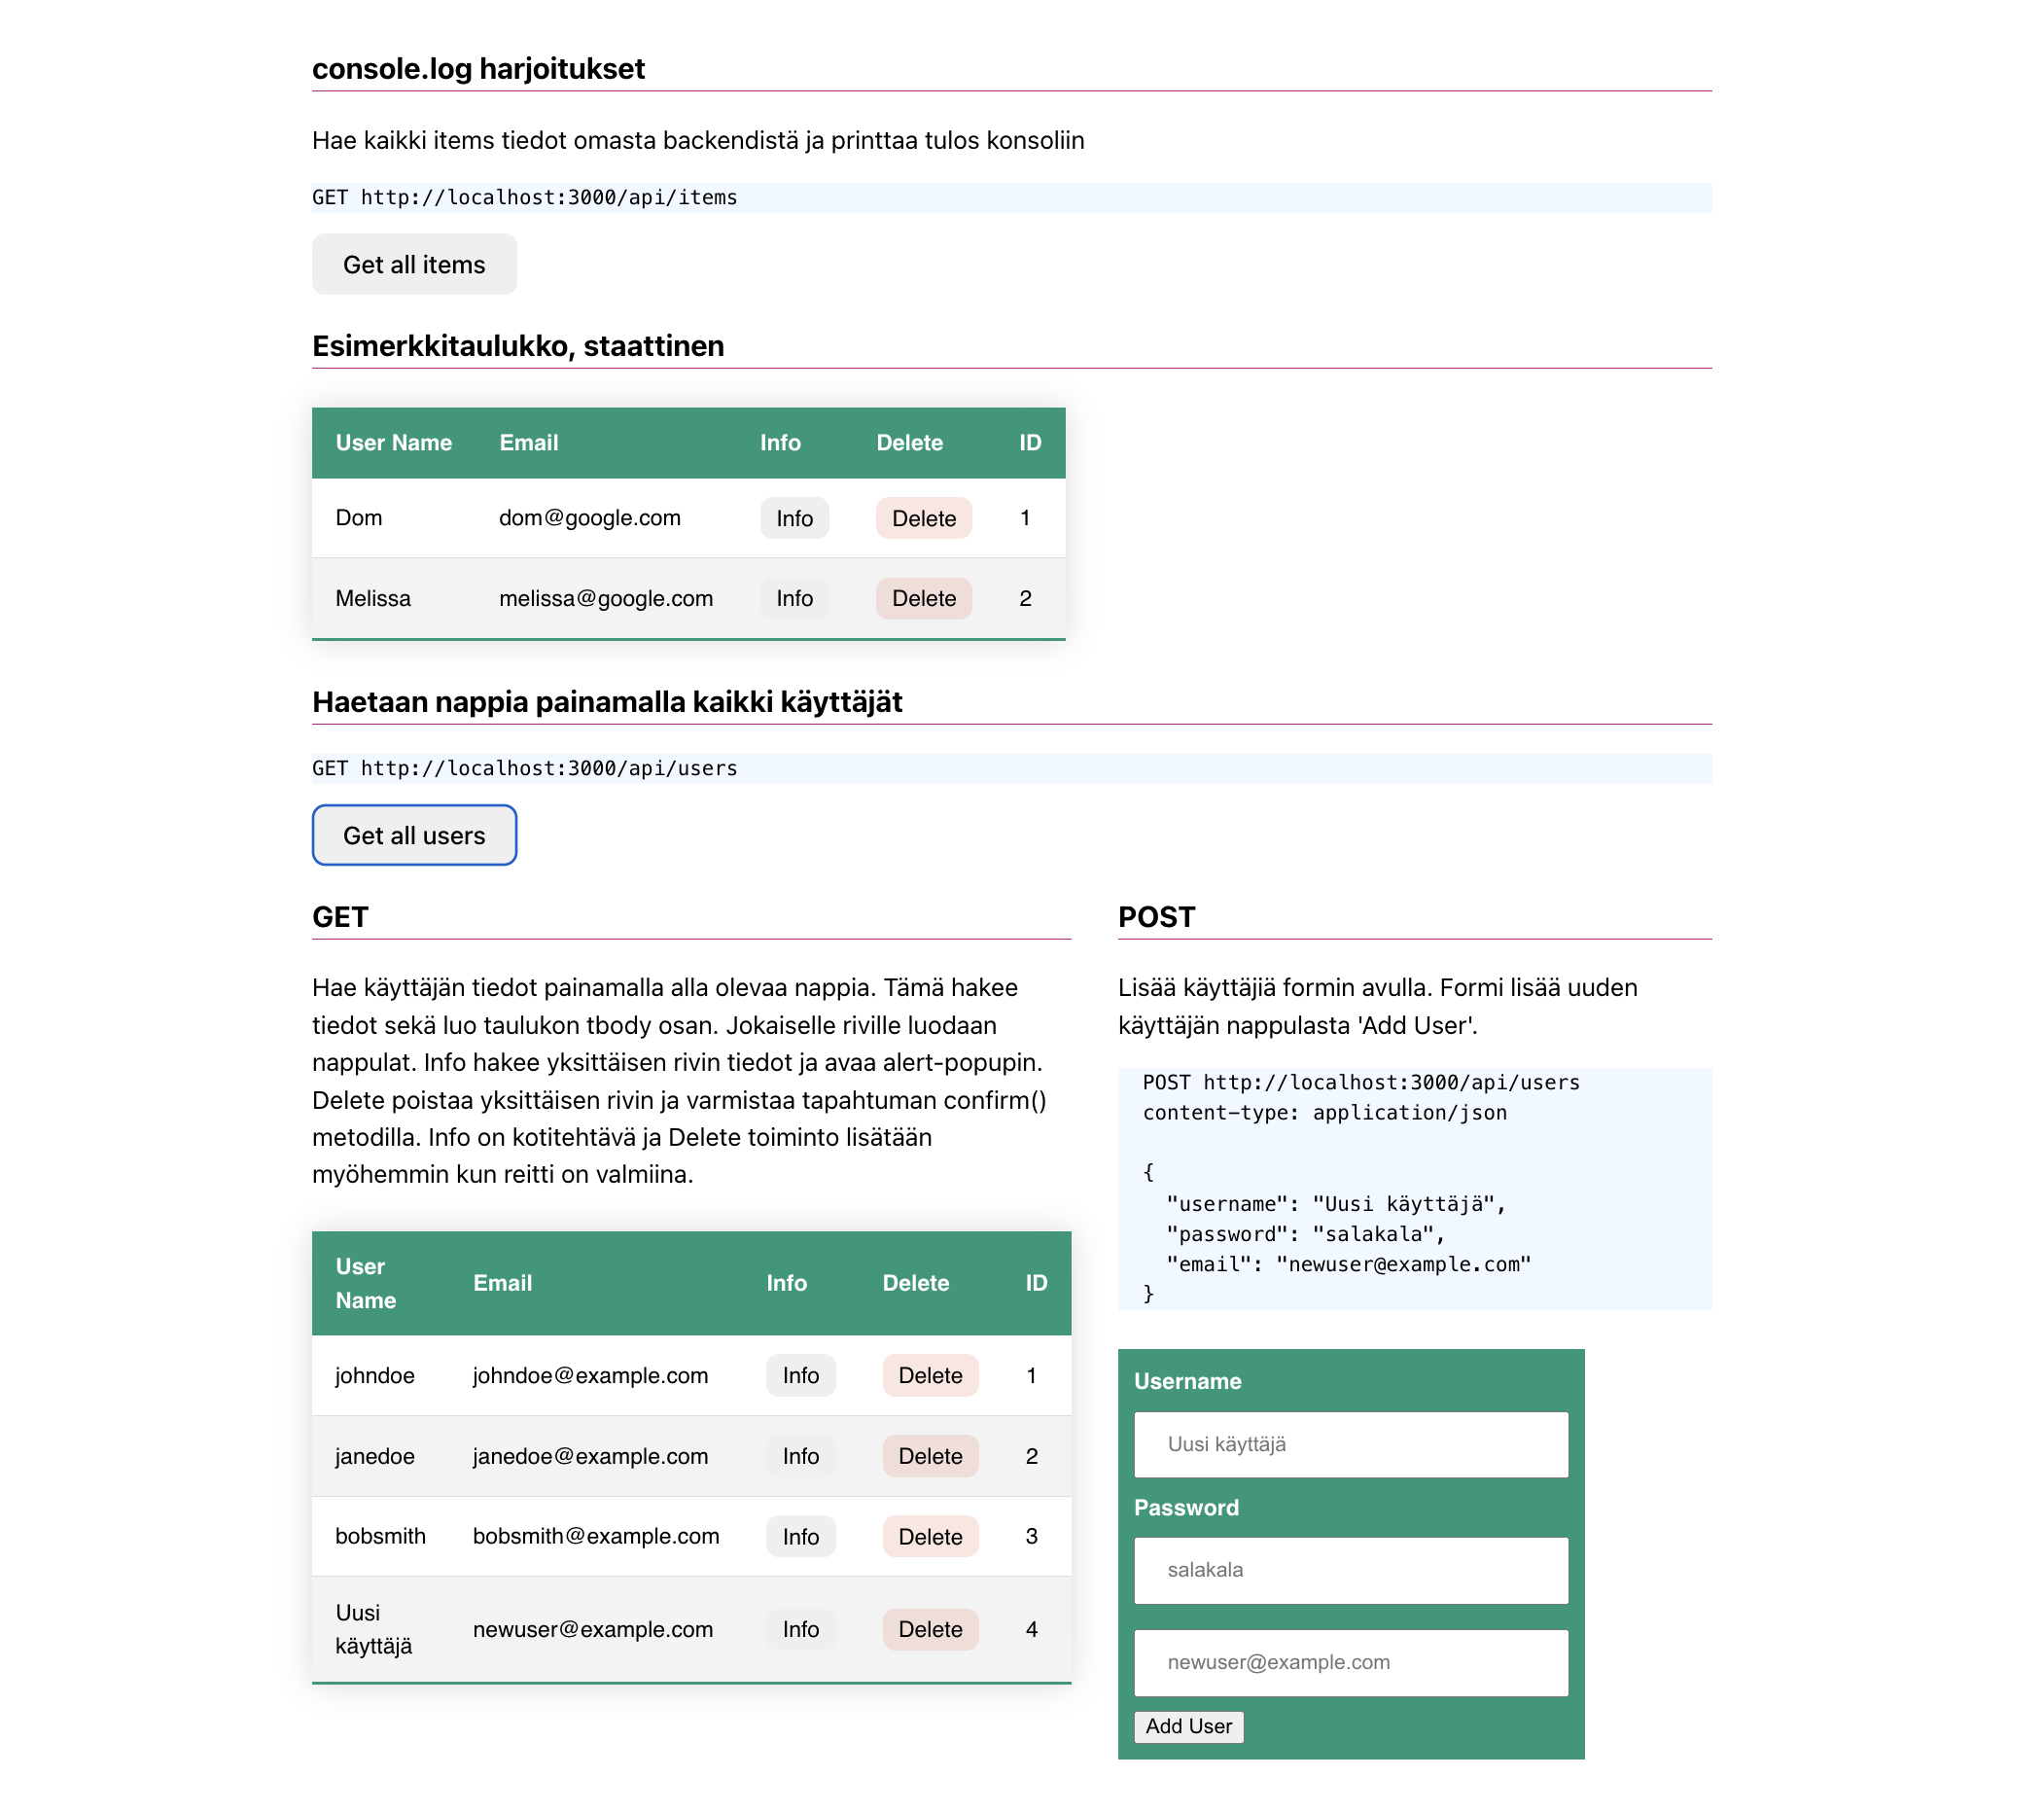 console.log harjoitukset
Hae kaikki items tiedot omasta backendistä ja printtaa tulos konsoliin
GET http://localhost:3000/api/items
Get all items
Esimerkkitaulukko, staattinen
User Name Email Info Delete ID
Dom dom@google.com Info Delete 1
Melissa melissa@google.com Info Delete 2
Haetaan nappia painamalla kaikki käyttäjät
GET http://localhost:3000/api/users
Get all users
GET
Hae käyttäjän tiedot painamalla alla olevaa nappia. Tämä hakee
tiedot sekä luo taulukon tbody osan. Jokaiselle riville luodaan
nappulat. Info hakee yksittäisen rivin tiedot ja avaa alert-popupin.
Delete poistaa yksittäisen rivin ja varmistaa tapahtuman confirm()
metodilla. Info on kotitehtävä ja Delete toiminto lisätään
myöhemmin kun reitti on valmiina.
User
Name Email Info Delete ID
johndoe johndoe@example.com Info Delete 1
janedoe janedoe@example.com Info Delete 2
bobsmith bobsmith@example.com Info Delete 3
Uusi
käyttäjä newuser@example.com Info Delete 4
POST
Lisää käyttäjiä formin avulla. Formi lisää uuden
käyttäjän nappulasta 'Add User'.
POST http://localhost:3000/api/users
content-type: application/json
{
"username": "Uusi käyttäjä",
"password": "salakala",
"email": "newuser@example.com"
}
Username
Uusi käyttäjä
Password
salakala
newuser@example.com
Add User